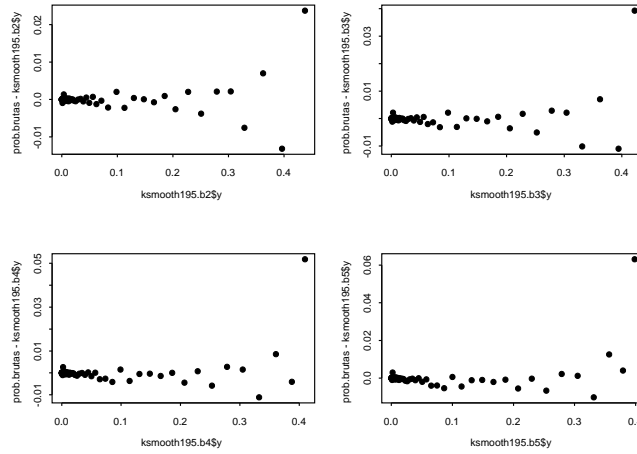 prob.brutas - ksmooth195.b2$y
0.02
0.0
-0.01
0.0 0.1 0.2 0.3 0.4
ksmooth195.b2$y
prob.brutas - ksmooth195.b3$y
0.03
0.01
-0.01
0.0 0.1 0.2 0.3 0.4
ksmooth195.b3$y
prob.brutas - ksmooth195.b4$y
0.05
0.03
0.01
-0.01
0.0 0.1 0.2 0.3 0.4
ksmooth195.b4$y
prob.brutas - ksmooth195.b5$y
0.06
0.04
0.02
0.0
0.0 0.1 0.2 0.3 0.4
ksmooth195.b5$y